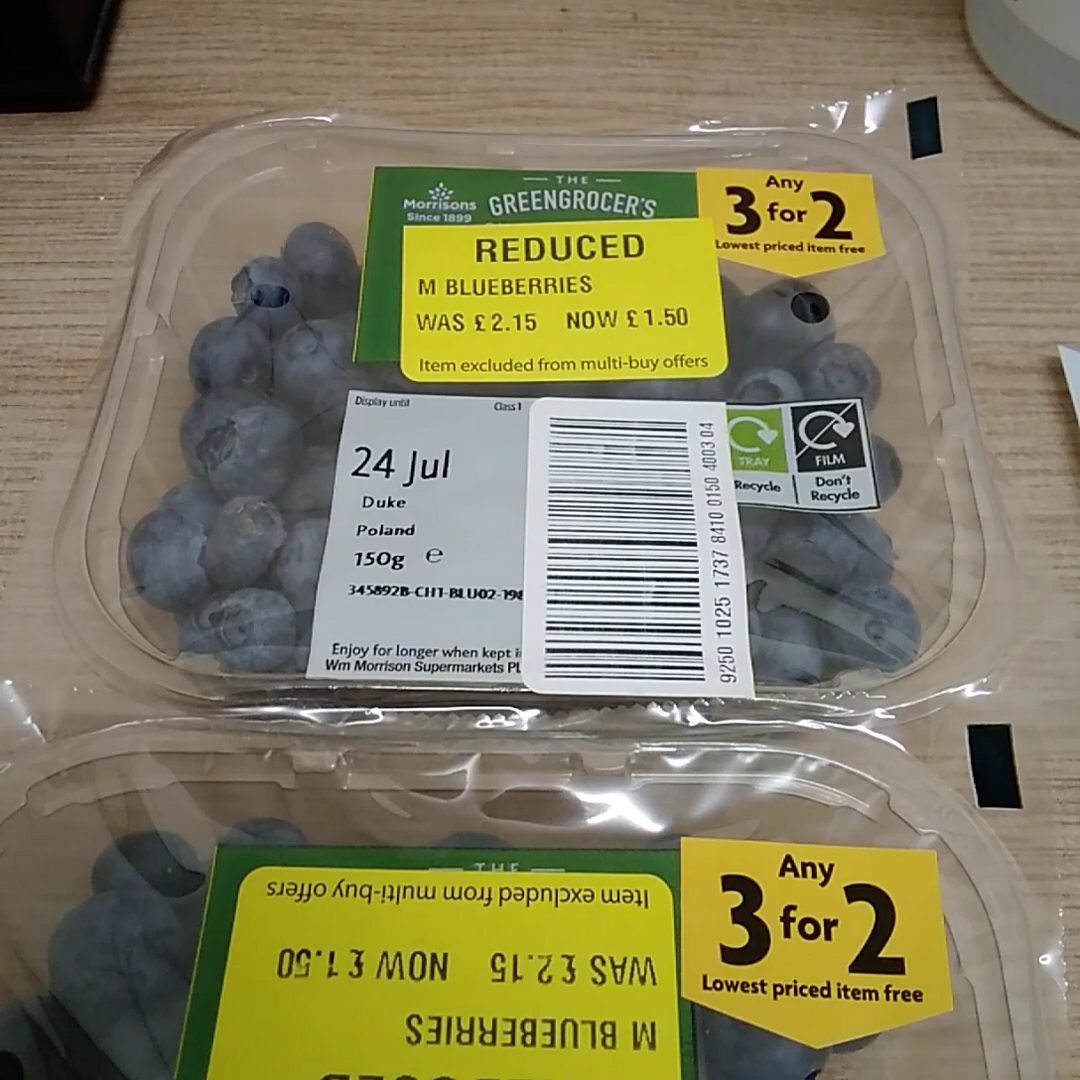 THE
Morrisons
Since 1899
GREENGROCER'S
Any
3 for 2
Lowest priced item free
REDUCED
M BLUEBERRIES
WAS £2.15 NOW £1.50
Item excluded from multi-buy offers
Display until
Class 1
24 Jul
Duke
Poland
150g e
345892B-CH1-BLU02-198
Enjoy for longer when kept
Wm Morrison Supermarkets
9250 1025 1737 8410 0150 4003 04
TRAY
Recycle
FILM
Don't
Recycle
THE
Any
3 for 2
Lowest priced item free
M BLUEBERRIES
WAS £2.15 NOW £1.50
Item excluded from multi-buy offers